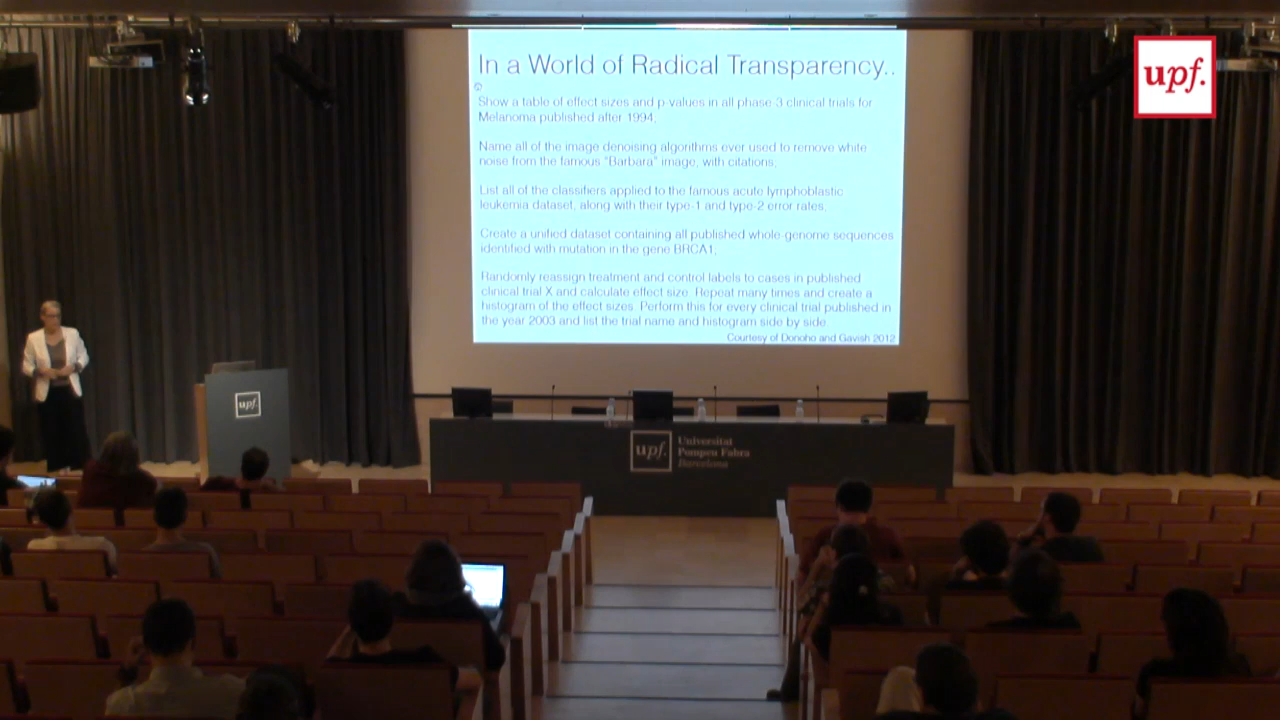 In a World of Radical Transparency..
upf.
Show a table of effect sizes and p-values in all phase-3 clinical trials for
Melanoma published after 1994;
Name all of the image denoising algorithms ever used to remove white
noise from the famous "Barbara" image, with citations;
List all of the classifiers applied to the famous acute lymphoblastic
leukemia dataset, along with their type-1 and type-2 error rates;
Create a unified dataset containing all published whole-genome sequences
identified with mutation in the gene BRCA1;
Randomly reassign treatment and control labels to cases in published
clinical trial X and calculate effect size. Repeat many times and create a
histogram of the effect sizes. Perform this for every clinical trial published in
the year 2003 and list the trial name and histogram side by side.
Courtesy of Donoho and Gavish 2012
upf.
upf.
Universitat
Pompeu Fabra
Barcelona